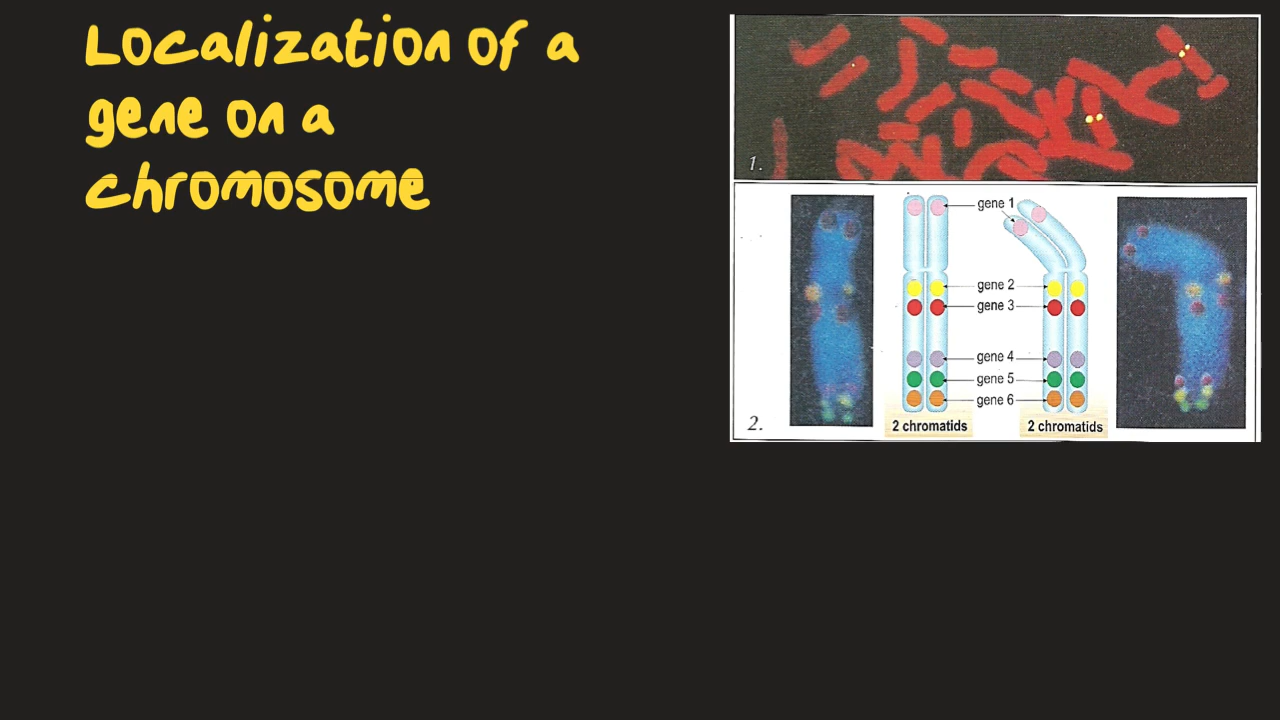 Localization of a
gene on a
chromosome
1.
gene 1
gene 2
gene 3
gene 4
gene 5
gene 6
2.
2 chromatids
2 chromatids